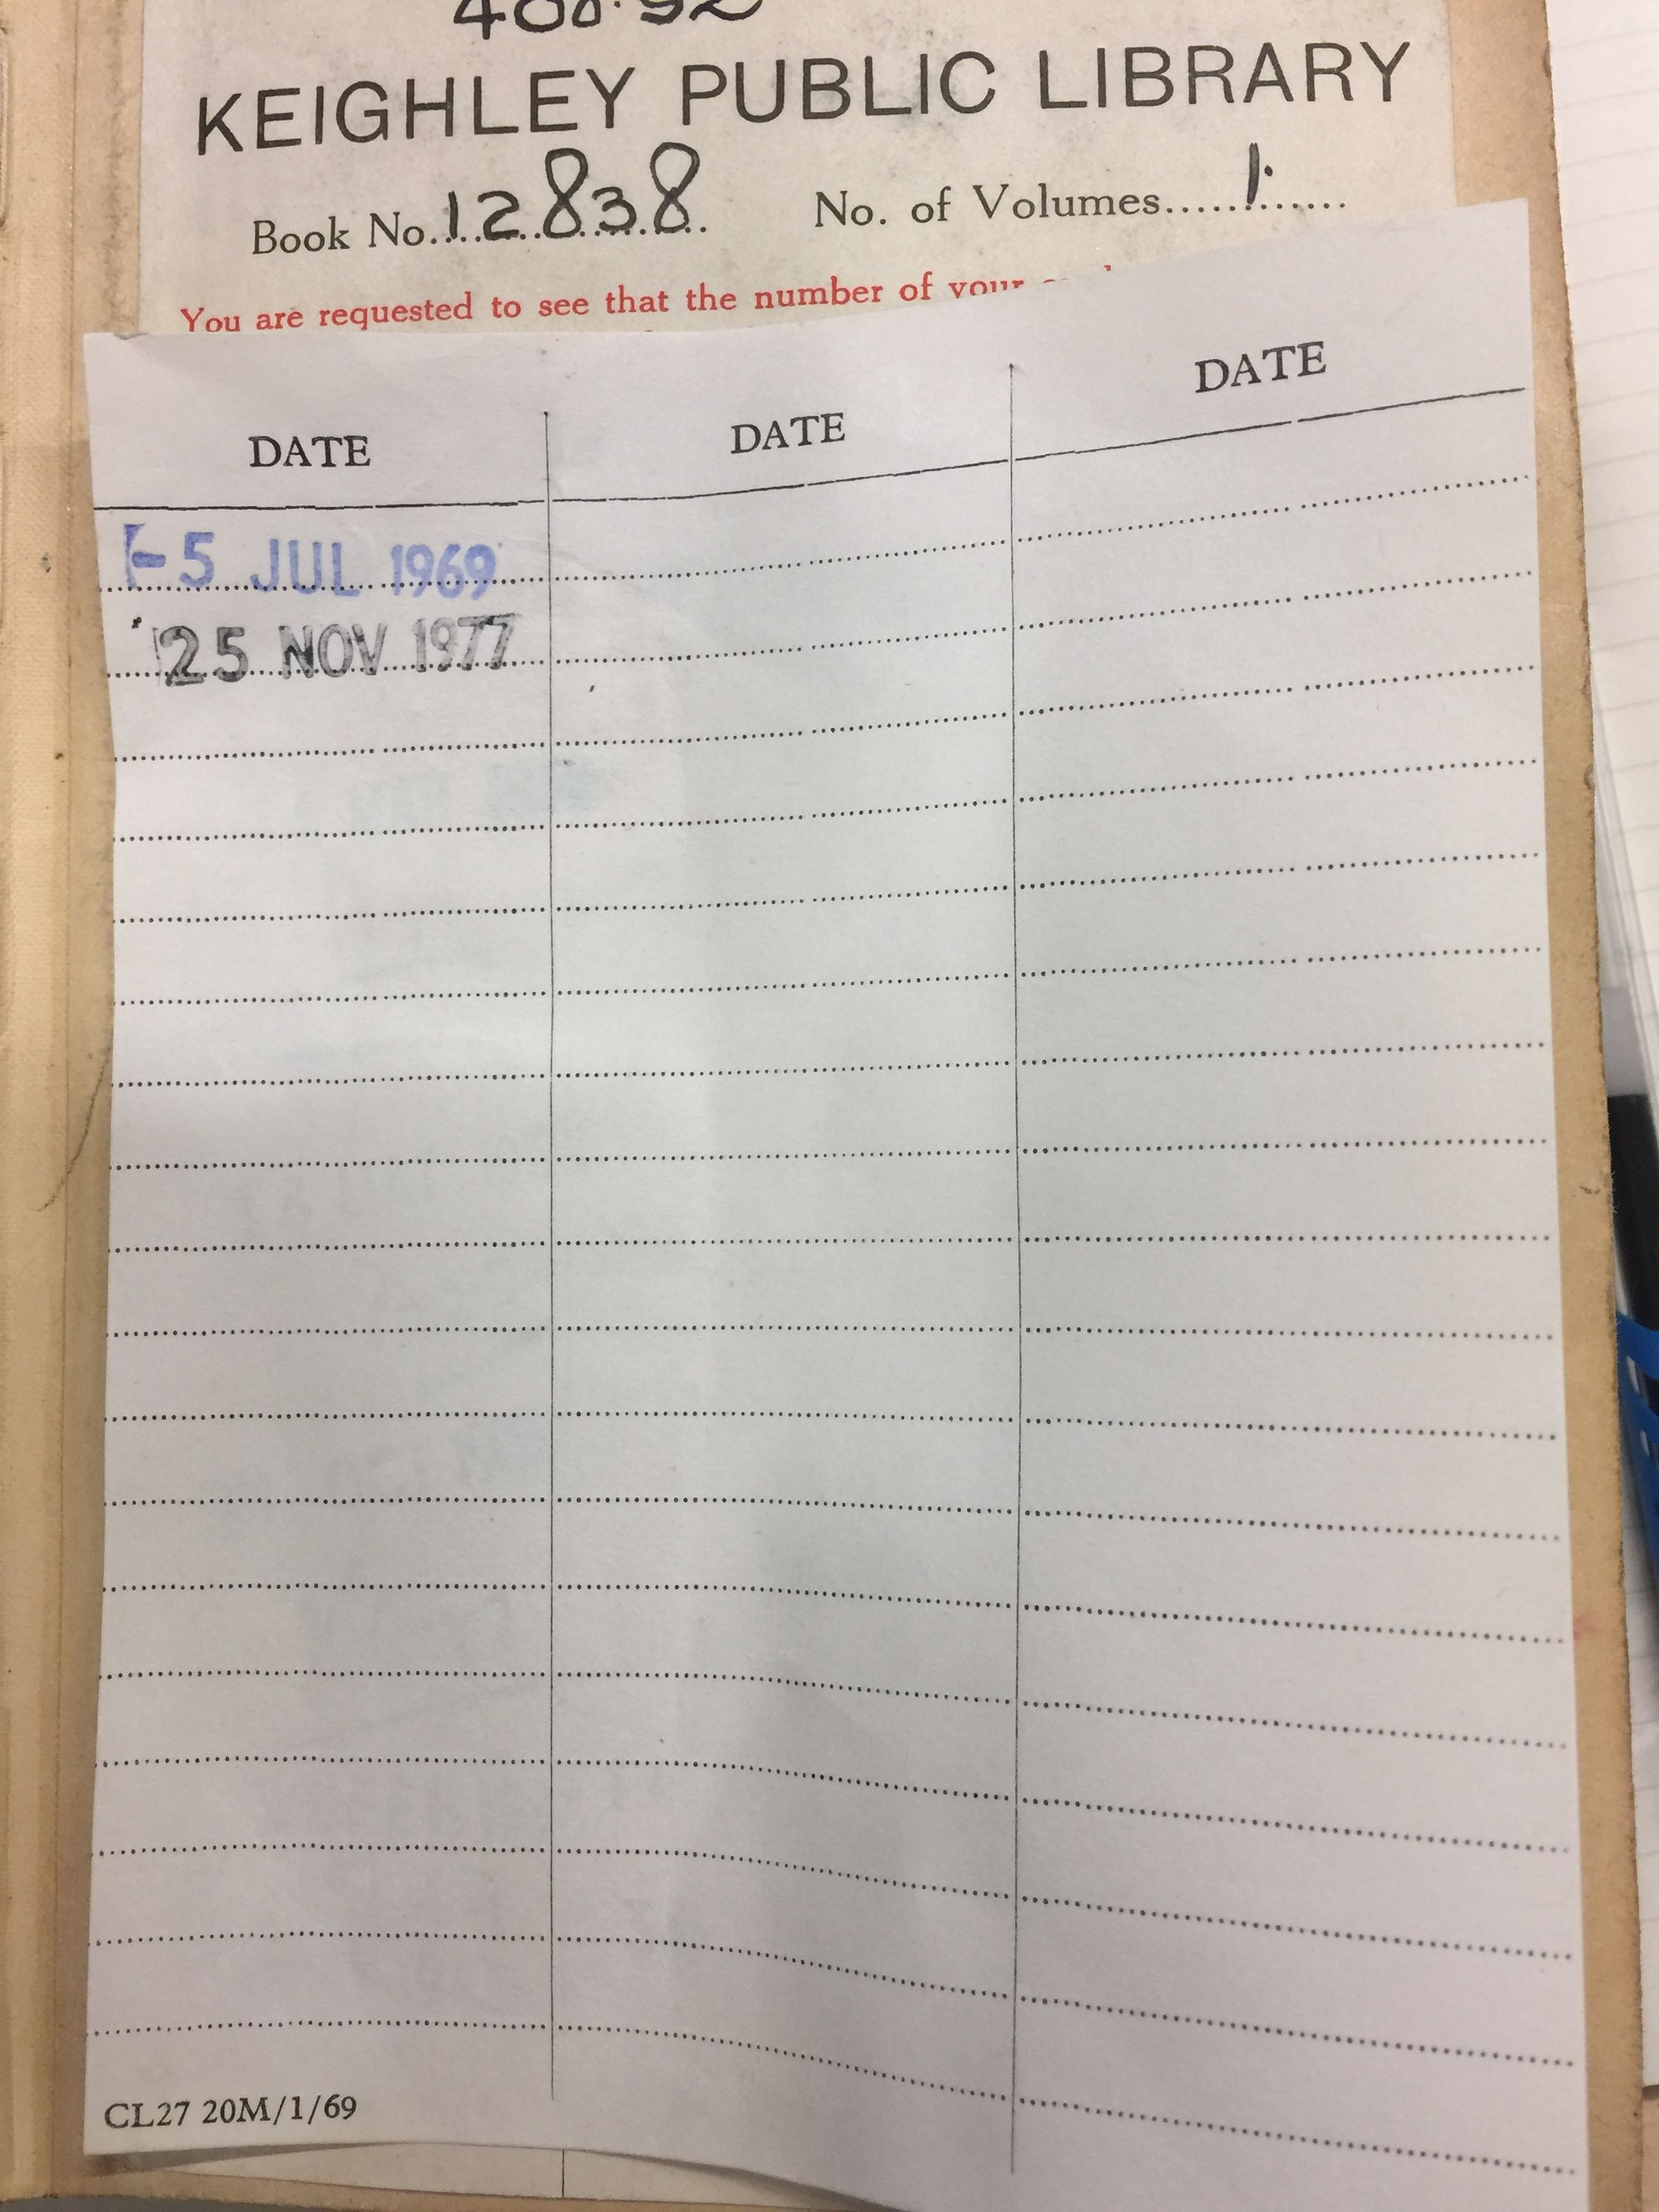 KEIGHLEY PUBLIC LIBRARY
Book No. 12838 No. of Volumes 1.
You are requested to see that the number of your
DATE DATE DATE
-5 JUL 1969
25 NOV 1977
CL27 20M/1/69